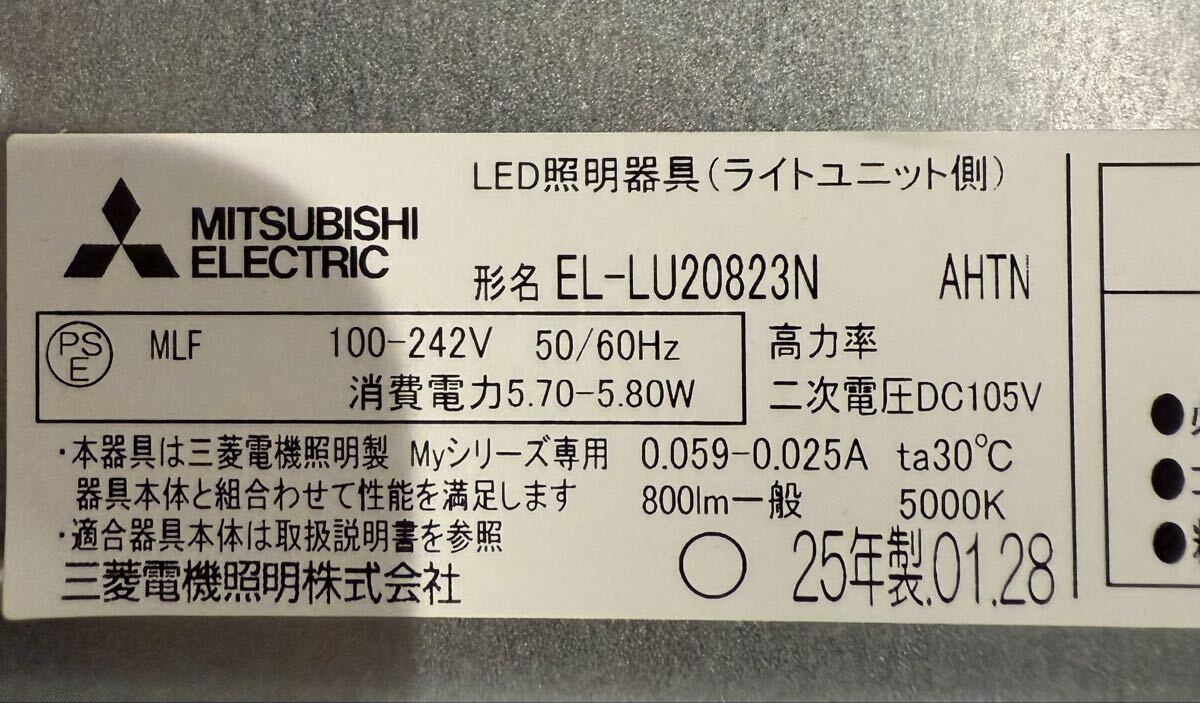 LED照明器具(ライトユニット側)
MITSUBISHI
ELECTRIC
形名 EL-LU20823N AHTN
PSE MLF 100-242V 50/60Hz 高力率
消費電力5.70-5.80W 二次電圧DC105V
・本器具は三菱電機照明製 Myシリーズ専用 0.059-0.025A ta30℃
器具本体と組合わせて性能を満足します 800lm一般 5000K
・適合器具本体は取扱説明書を参照
三菱電機照明株式会社 ○ 25年製.01.28